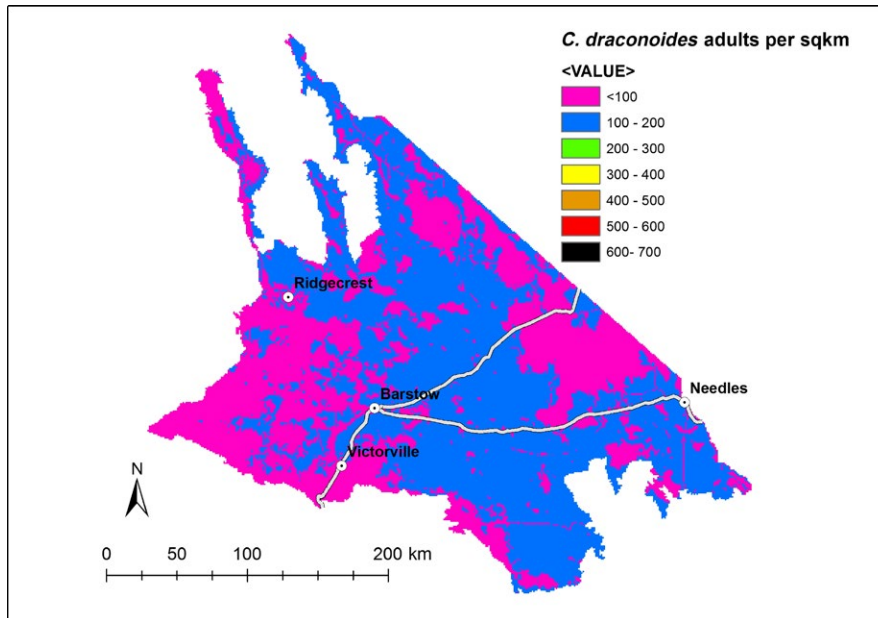 C. draconoides adults per sqkm
<VALUE>
<100
100 - 200
200 - 300
300 - 400
400 - 500
500 - 600
600- 700
Ridgecrest
Barstow
Needles
Victorville
N
0 50 100 200 km